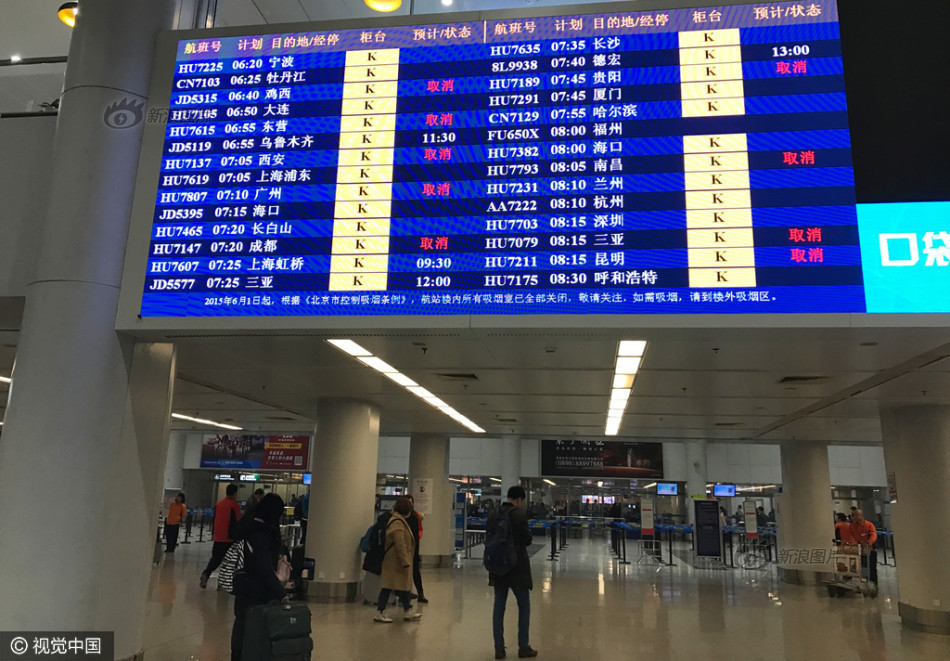 航班号 计划 目的地/经停 柜台 预计/状态
HU7225 06:20 宁波 K
CN7103 06:25 牡丹江 K
JD5315 06:40 鸡西 K 取消
HU7105 06:50 大连 K
HU7615 06:55 东营 K 取消
JD5119 06:55 乌鲁木齐 K 11:30
HU7137 07:05 西安 K 取消
HU7619 07:05 上海浦东 K
HU7807 07:10 广州 K 取消
JD5395 07:15 海口 K
HU7465 07:20 长白山 K
HU7147 07:20 成都 K 取消
HU7607 07:25 上海虹桥 K 09:30
JD5577 07:25 三亚 K 12:00
航班号 计划 目的地/经停 柜台 预计/状态
HU7635 07:35 长沙 K
8L9938 07:40 德宏 K 13:00
HU7189 07:45 贵阳 K 取消
HU7291 07:45 厦门 K
CN7129 07:55 哈尔滨 K
FU650X 08:00 福州
HU7382 08:00 海口 K
HU7793 08:05 南昌 K 取消
HU7231 08:10 兰州 K
AA7222 08:10 杭州 K
HU7703 08:15 深圳 K
HU7079 08:15 三亚 K 取消
HU7211 08:15 昆明 K 取消
HU7175 08:30 呼和浩特 K
2015年6月1日起，根据《北京市控制吸烟条例》，航站楼内所有吸烟室已全部关闭，敬请关注，如需吸烟，请到楼外吸烟区。
口袋
新浪图片
© 视觉中国